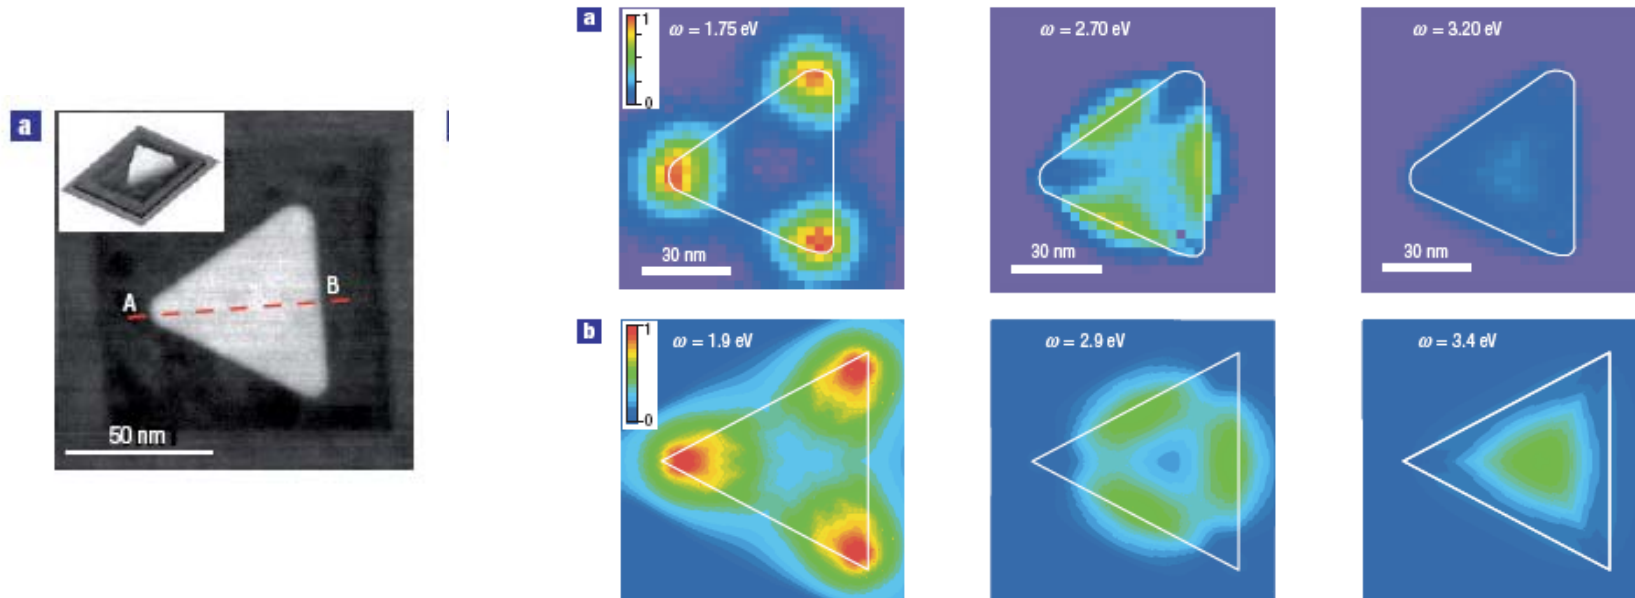 a
A
B
50 nm
a
1
0
ω = 1.75 eV
30 nm
ω = 2.70 eV
30 nm
ω = 3.20 eV
30 nm
b
1
0
ω = 1.9 eV
ω = 2.9 eV
ω = 3.4 eV